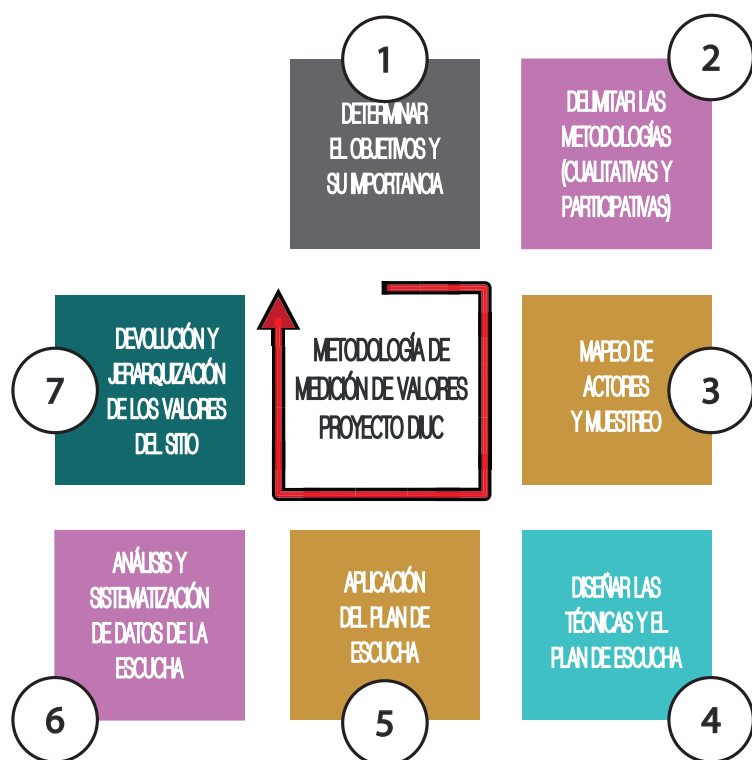 1
DETERMINAR
EL OBJETIVOS Y
SU IMPORTANCIA
2
DELIMITAR LAS
METODOLOGÍAS
(CUALITATIVAS Y
PARTICIPATIVAS)
3
MAPEO DE
ACTORES
Y MUESTREO
4
DISEÑAR LAS
TÉCNICAS Y EL
PLAN DE ESCUCHA
5
APLICACIÓN
DEL PLAN DE
ESCUCHA
6
ANÁLISIS Y
SISTEMATIZACIÓN
DE DATOS DE LA
ESCUCHA
7
DEVOLUCIÓN Y
JERARQUIZACIÓN
DE LOS VALORES
DEL SITIO
METODOLOGÍA DE
MEDICIÓN DE VALORES
PROYECTO DIUC